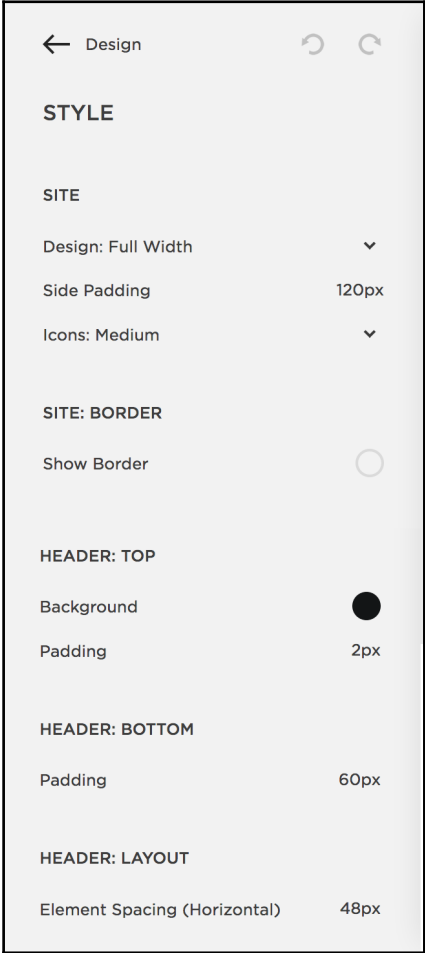 Design
STYLE
SITE
Design: Full Width
Side Padding 120px
Icons: Medium
SITE: BORDER
Show Border
HEADER: TOP
Background
Padding 2px
HEADER: BOTTOM
Padding 60px
HEADER: LAYOUT
Element Spacing (Horizontal) 48px